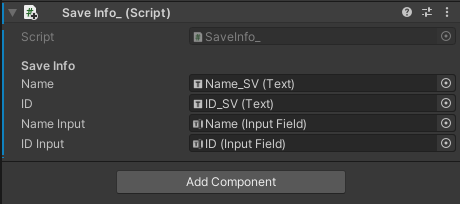 Save Info_ (Script)
Script SaveInfo_
Save Info
Name Name_SV (Text)
ID ID_SV (Text)
Name Input Name (Input Field)
ID Input ID (Input Field)
Add Component